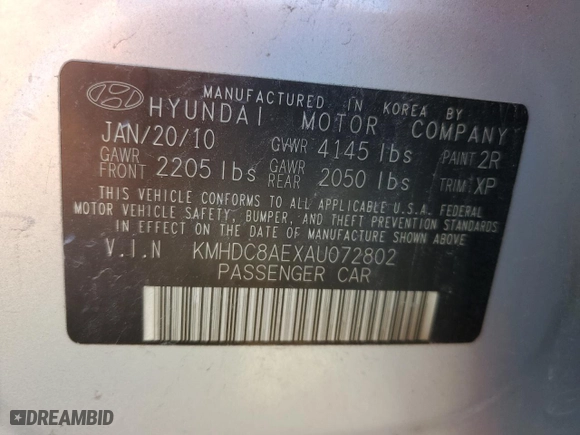 MANUFACTURED IN KOREA BY
HYUNDAI MOTOR COMPANY
JAN/20/10 GVWR 4145 lbs PAINT 2R
GAWR FRONT 2205 lbs GAWR REAR 2050 lbs TRIM XP
THIS VEHICLE CONFORMS TO ALL APPLICABLE U.S.A. FEDERAL
MOTOR VEHICLE SAFETY, BUMPER, AND THEFT PREVENTION STANDARDS
IN EFFECT ON THE DATE OF MANUFACTURE SHOWN ABOVE.
V.I.N KMHDC8AEXAU072802
PASSENGER CAR
DREAMBID